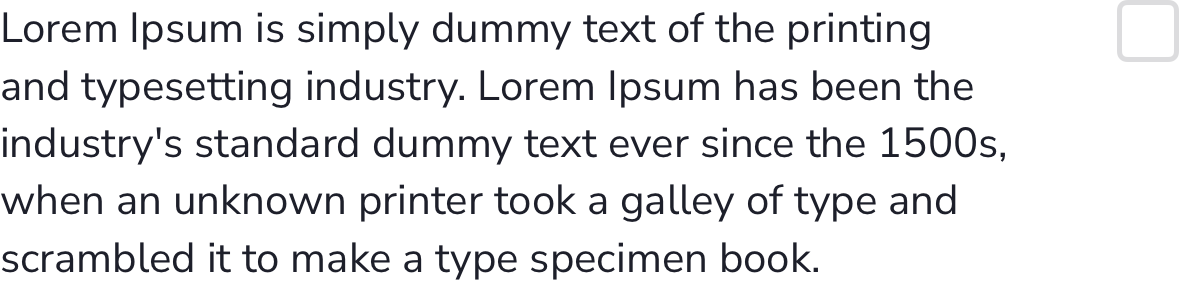 Lorem Ipsum is simply dummy text of the printing
and typesetting industry. Lorem Ipsum has been the
industry's standard dummy text ever since the 1500s,
when an unknown printer took a galley of type and
scrambled it to make a type specimen book.